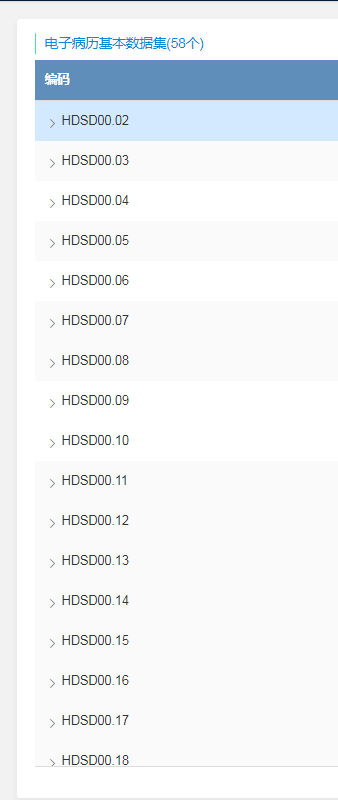 电子病历基本数据集(58个)
编码
HDSD00.02
HDSD00.03
HDSD00.04
HDSD00.05
HDSD00.06
HDSD00.07
HDSD00.08
HDSD00.09
HDSD00.10
HDSD00.11
HDSD00.12
HDSD00.13
HDSD00.14
HDSD00.15
HDSD00.16
HDSD00.17
HDSD00.18